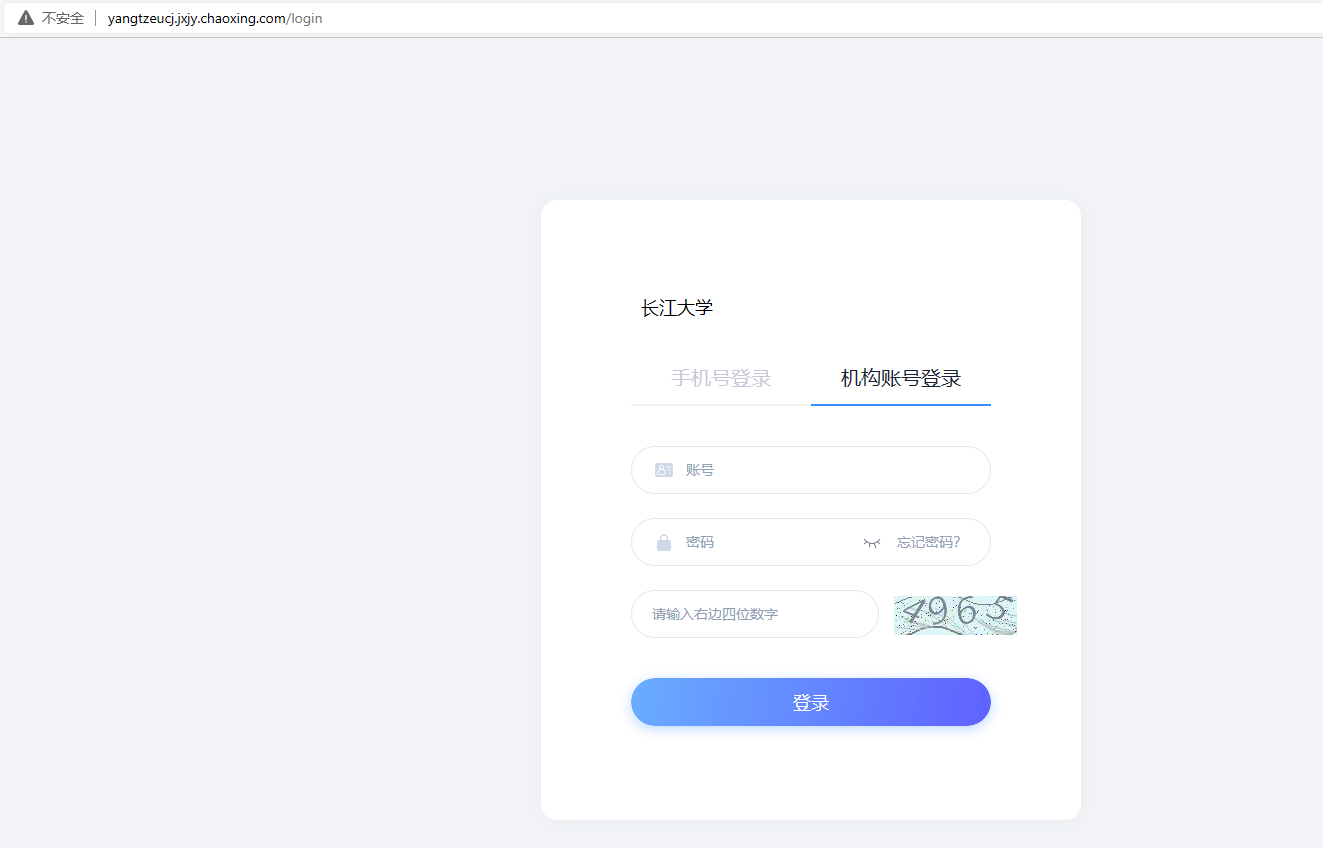 不安全 yangtzeucj.jxjy.chaoxing.com/login
长江大学
手机号登录 机构账号登录
账号
密码 忘记密码?
请输入右边四位数字 4965
登录